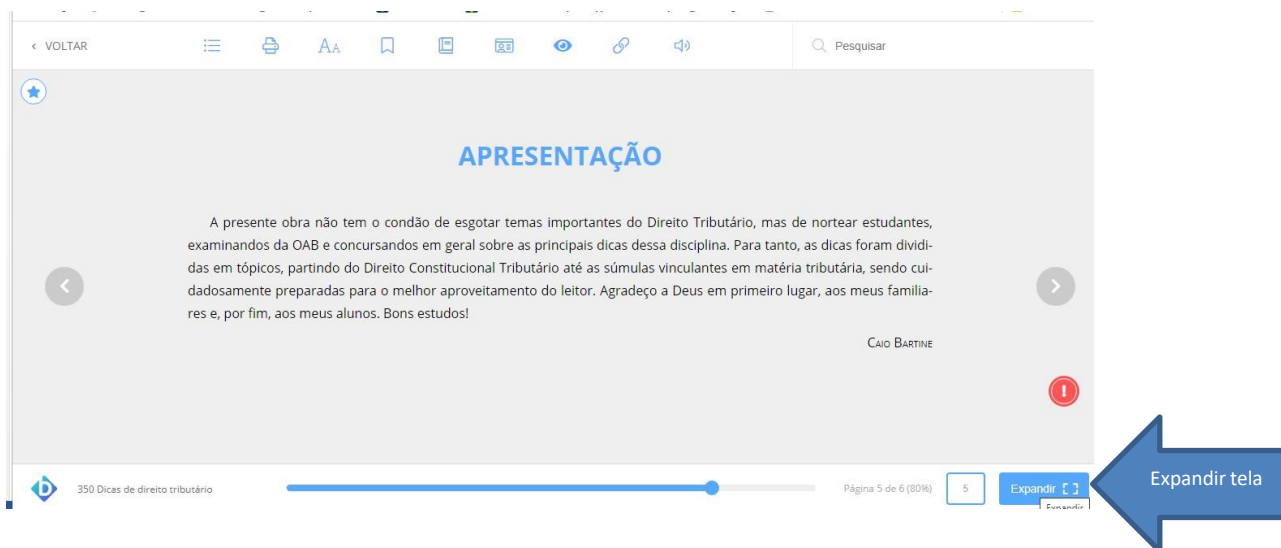 VOLTAR
Pesquisar
APRESENTAÇÃO
A presente obra não tem o condão de esgotar temas importantes do Direito Tributário, mas de nortear estudantes,
examinandos da OAB e concursandos em geral sobre as principais dicas dessa disciplina. Para tanto, as dicas foram dividi-
das em tópicos, partindo do Direito Constitucional Tributário até as súmulas vinculantes em matéria tributária, sendo cui-
dadosamente preparadas para o melhor aproveitamento do leitor. Agradeço a Deus em primeiro lugar, aos meus familia-
res e, por fim, aos meus alunos. Bons estudos!
CAIO BARTINE
350 Dicas de direito tributário
Página 5 de 6 (80%)
5
Expandir
Expandir
Expandir tela